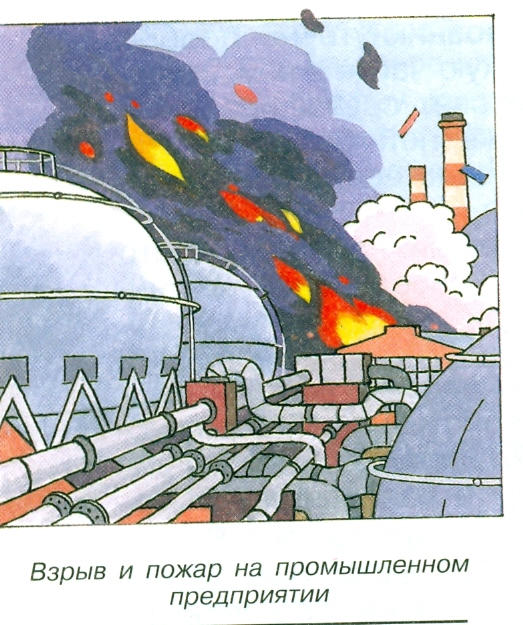 Взрыв и пожар на промышленном
предприятии